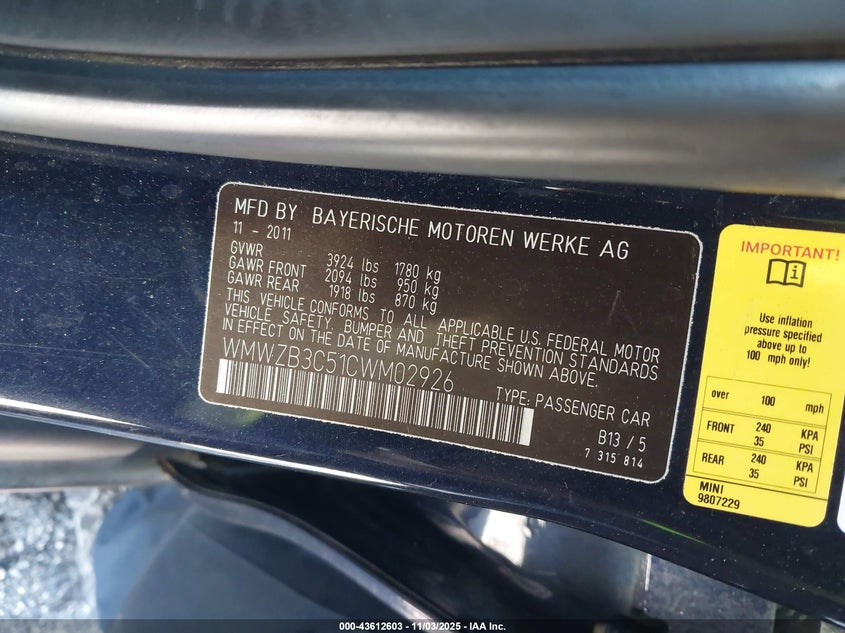 MFD BY BAYERISCHE MOTOREN WERKE AG
11 - 2011
GVWR 3924 lbs 1780 kg
GAWR FRONT 2094 lbs 950 kg
GAWR REAR 1918 lbs 870 kg
THIS VEHICLE CONFORMS TO ALL APPLICABLE U.S. FEDERAL MOTOR
VEHICLE SAFETY, BUMPER AND THEFT PREVENTION STANDARDS
IN EFFECT ON THE DATE OF MANUFACTURE SHOWN ABOVE.
WMWZB3C51CWM02926
TYPE: PASSENGER CAR
B13 / 5
7 315 814
IMPORTANT!
i
Use inflation
pressure specified
above up to
100 mph only!
over 100 mph
FRONT 240 KPA
35 PSI
REAR 240 KPA
35 PSI
MINI
9807229
000-43612603 - 11/03/2025 - IAA Inc.